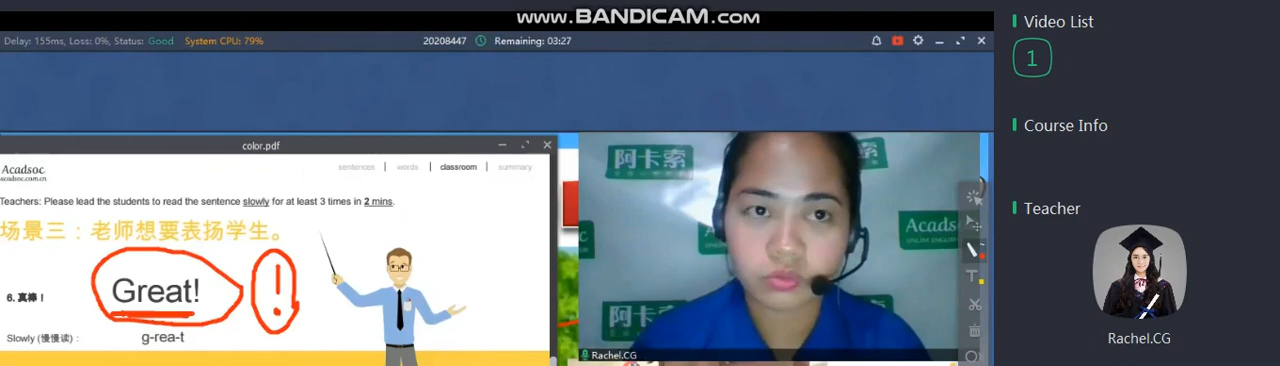 www.BANDICAM.com
Delay: 155ms, Loss: 0%, Status: Good System CPU: 79% 20208447 Remaining: 03:27
Video List
1
Course Info
Teacher
Rachel.CG
color.pdf
Acadsoc
acadsoc.com.cn
sentences | words | classroom | summary
Teachers: Please lead the students to read the sentence slowly for at least 3 times in 2 mins.
场景三：老师想要表扬学生。
6. 真棒！ Great! !
Slowly (慢慢读) : g-rea-t
阿卡索
Acads
阿卡索
Rachel.CG
T